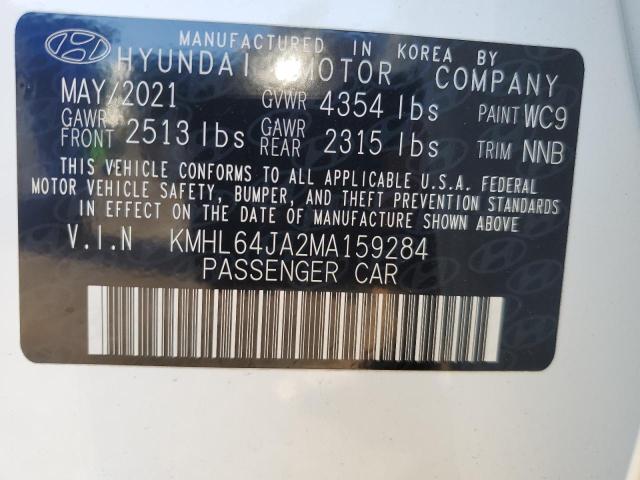 MANUFACTURED IN KOREA BY
HYUNDAI MOTOR COMPANY
MAY/2021 GVWR 4354 lbs PAINT WC9
GAWR FRONT 2513 lbs GAWR REAR 2315 lbs TRIM NNB
THIS VEHICLE CONFORMS TO ALL APPLICABLE U.S.A. FEDERAL
MOTOR VEHICLE SAFETY, BUMPER, AND THEFT PREVENTION STANDARDS
IN EFFECT ON THE DATE OF MANUFACTURE SHOWN ABOVE
V.I.N KMHL64JA2MA159284
PASSENGER CAR